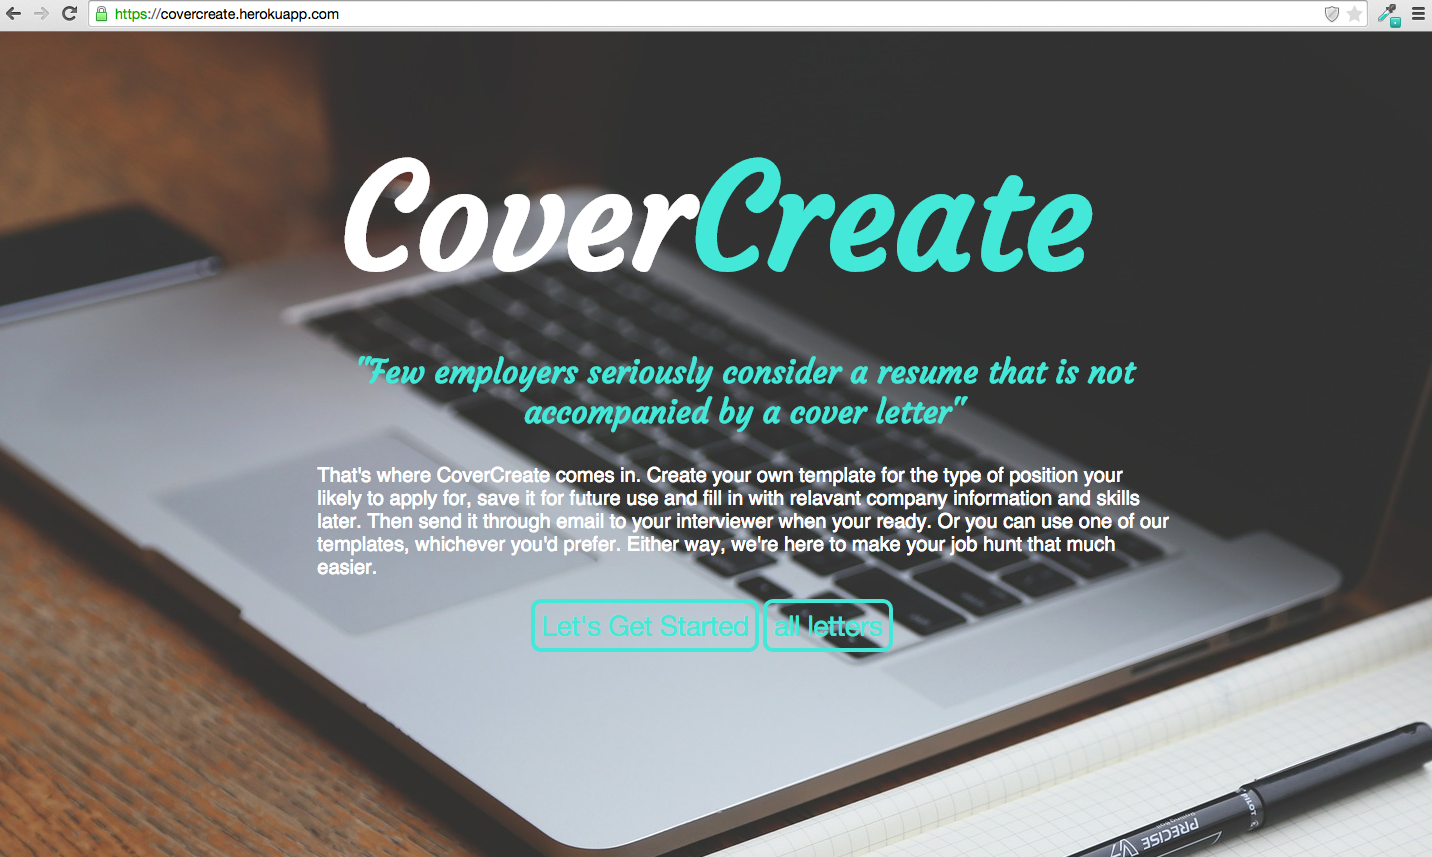 https://covercreate.herokuapp.com
CoverCreate
"Few employers seriously consider a resume that is not
accompanied by a cover letter"
That's where CoverCreate comes in. Create your own template for the type of position your
likely to apply for, save it for future use and fill in with relavant company information and skills
later. Then send it through email to your interviewer when your ready. Or you can use one of our
templates, whichever you'd prefer. Either way, we're here to make your job hunt that much
easier.
Let's Get Started all letters
PILOT
PRECISE V7